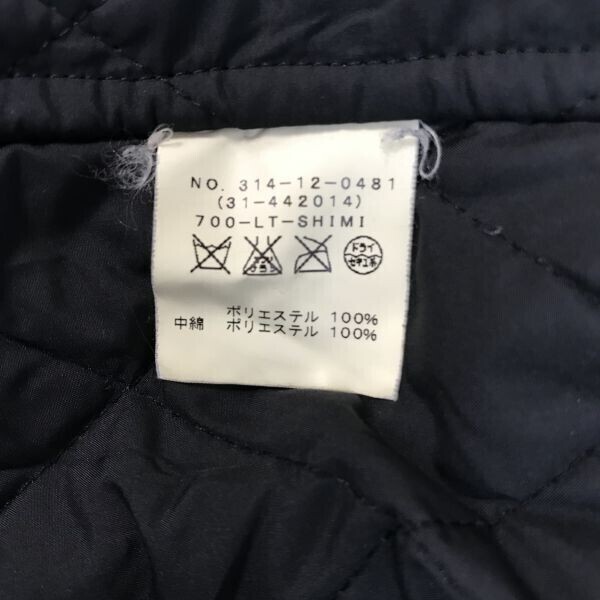 NO. 314-12-0481
(31-442014)
700-LT-SHIMI
ドライ
セキユ系
ポリエステル 100%
中綿 ポリエステル 100%